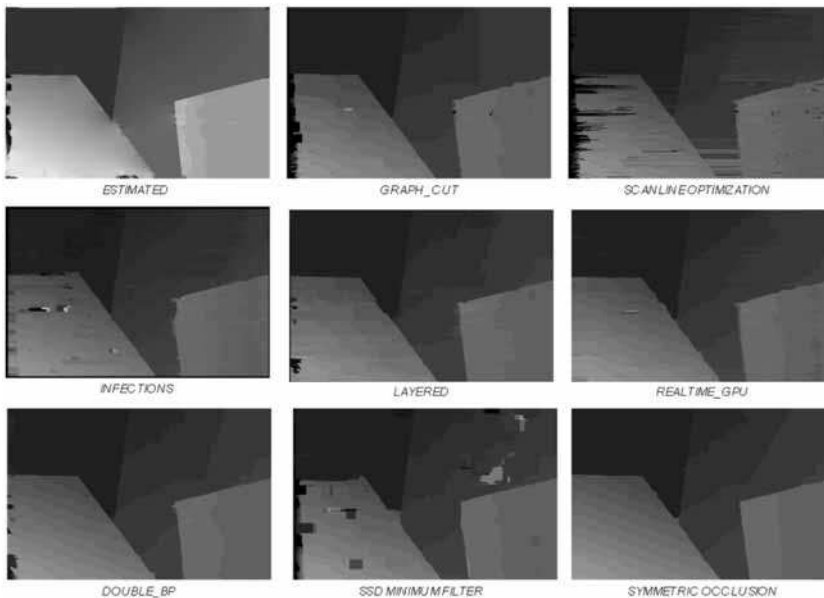 ESTIMATED
GRAPH_CUT
SCANLINEOPTIMIZATION
INFECTIONS
LAYERED
REALTIME_GPU
DOUBLE_BP
SSD MINIMUM FILTER
SYMMETRIC OCCLUSION